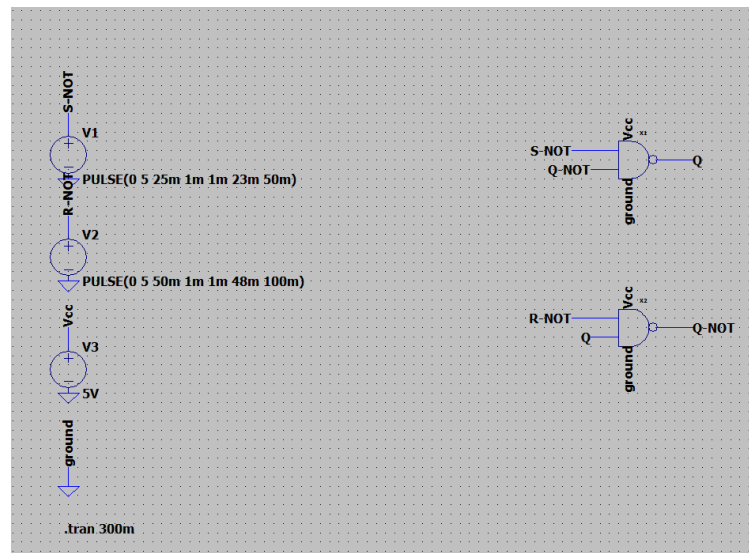 S-NOT
V1
PULSE(0 5 25m 1m 1m 23m 50m)
R-NOT
V2
PULSE(0 5 50m 1m 1m 48m 100m)
Vcc
V3
5V
ground
.tran 300m
Vcc
X1
S-NOT
Q-NOT
Q
ground
Vcc
X2
R-NOT
Q
Q-NOT
ground